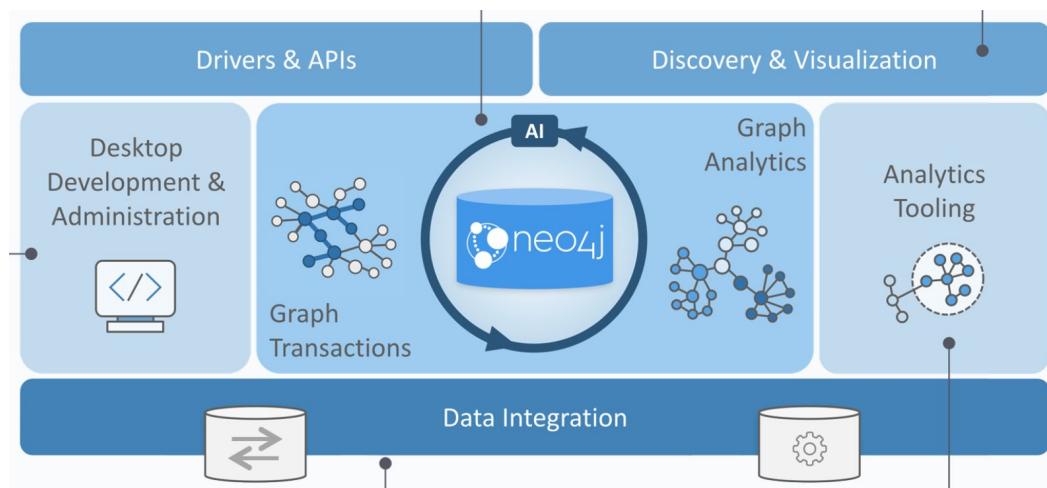 Drivers & APIs
Discovery & Visualization
Desktop
Development &
Administration
AI
Graph
Analytics
Analytics
Tooling
neo4j
</>
Graph
Transactions
Data Integration